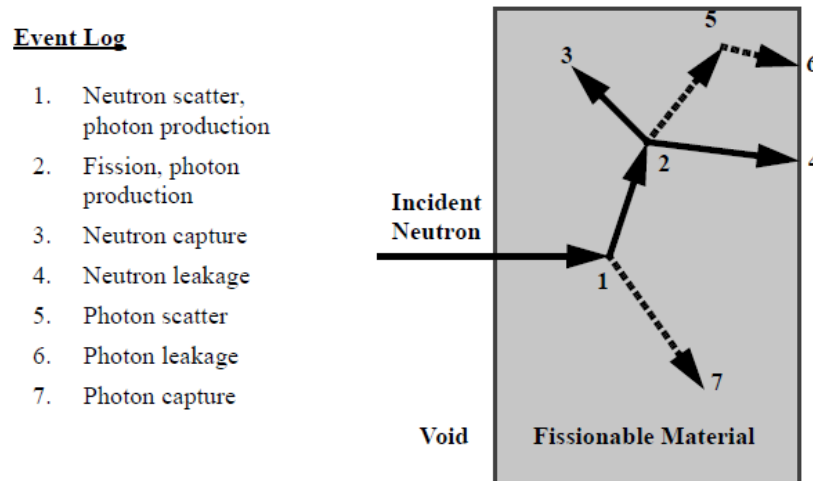 Event Log
1. Neutron scatter,
photon production
2. Fission, photon
production
3. Neutron capture
4. Neutron leakage
5. Photon scatter
6. Photon leakage
7. Photon capture
Incident
Neutron
1
2
3
4
5
6
7
Void
Fissionable Material